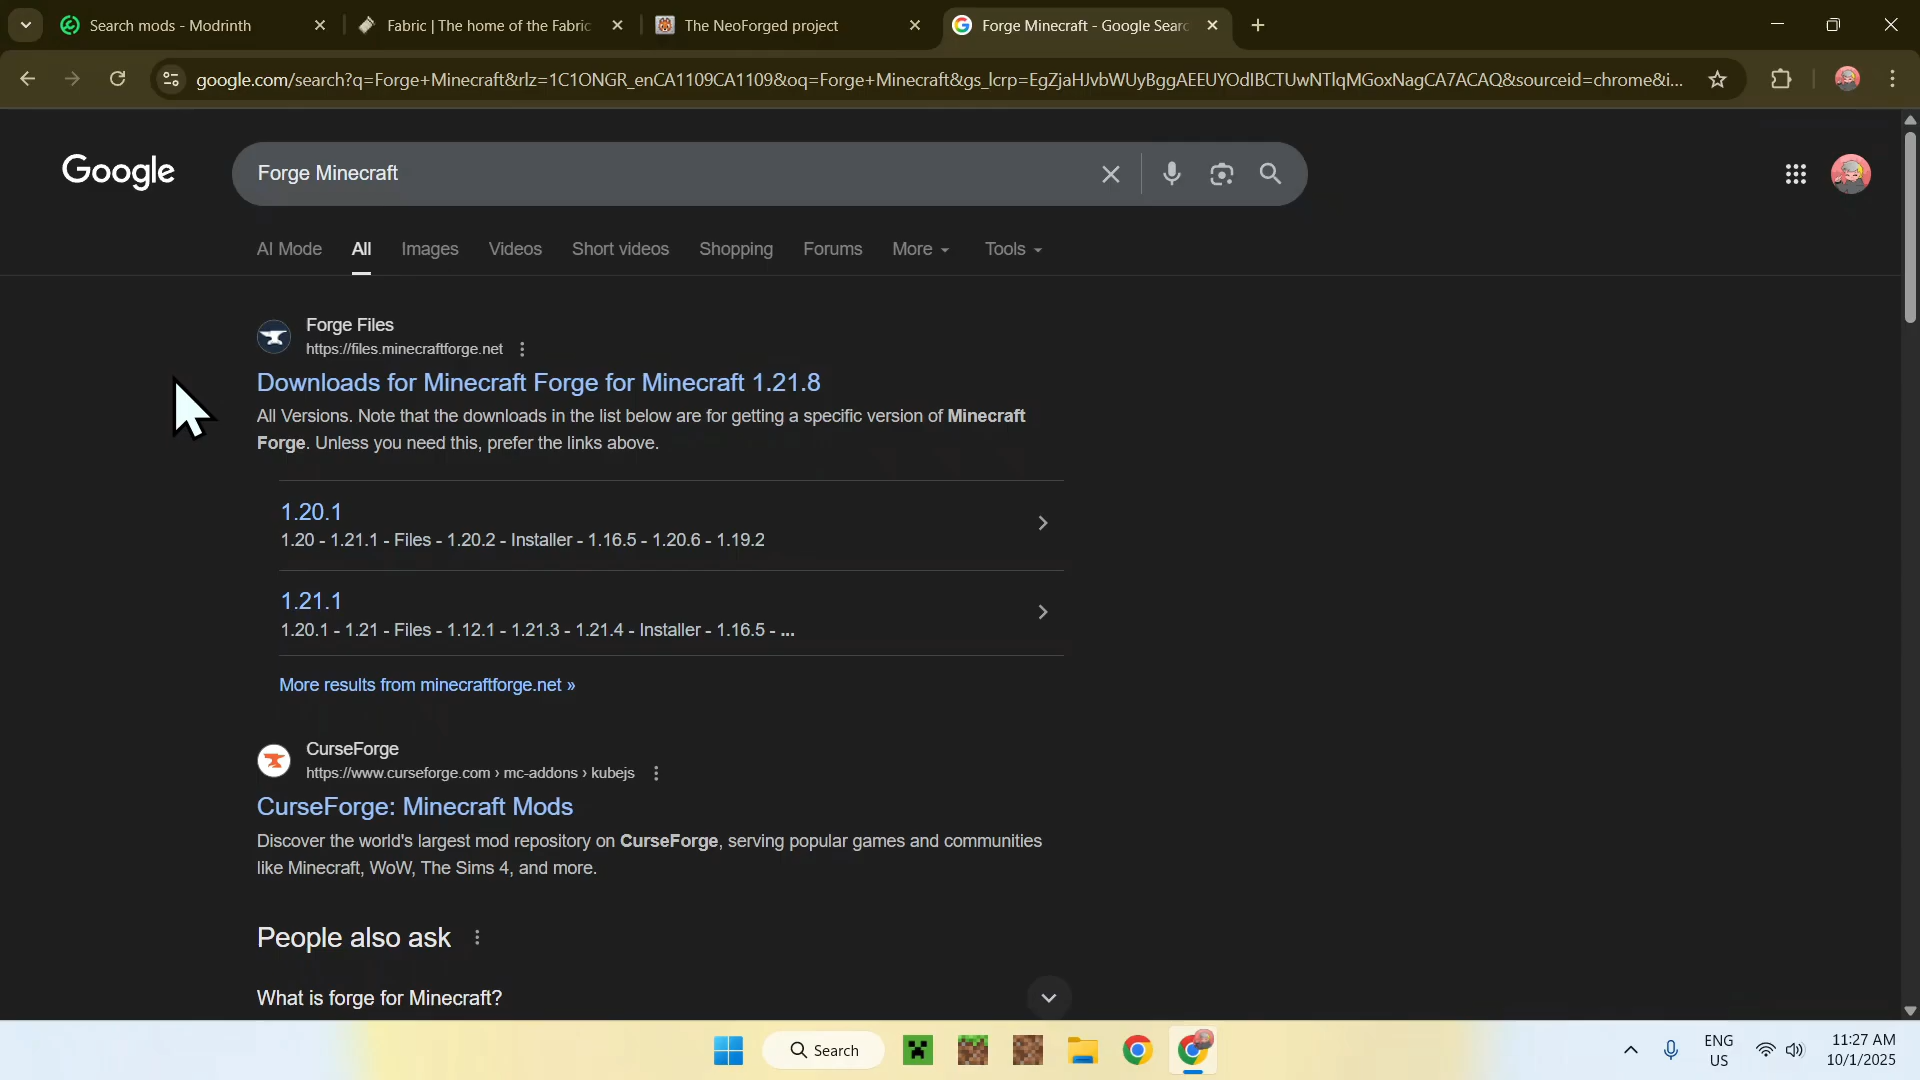 Search mods - Modrinth
Fabric | The home of the Fabric
The NeoForged project
Forge Minecraft - Google Searc
google.com/search?q=Forge+Minecraft&rlz=1C1ONGR_enCA1109CA1109&oq=Forge+Minecraft&gs_lcrp=EgZjaHJvbWUyBggAEEUYOdIBCTUwNTlqMGoxNagCA7ACAQ&sourceid=chrome&i...
Google
Forge Minecraft
AI Mode
All
Images
Videos
Short videos
Shopping
Forums
More
Tools
Forge Files
https://files.minecraftforge.net
Downloads for Minecraft Forge for Minecraft 1.21.8
All Versions. Note that the downloads in the list below are for getting a specific version of Minecraft
Forge. Unless you need this, prefer the links above.
1.20.1
1.20 - 1.21.1 - Files - 1.20.2 - Installer - 1.16.5 - 1.20.6 - 1.19.2
1.21.1
1.20.1 - 1.21 - Files - 1.12.1 - 1.21.3 - 1.21.4 - Installer - 1.16.5 - ...
More results from minecraftforge.net »
CurseForge
https://www.curseforge.com › mc-addons › kubejs
CurseForge: Minecraft Mods
Discover the world's largest mod repository on CurseForge, serving popular games and communities
like Minecraft, WoW, The Sims 4, and more.
People also ask
What is forge for Minecraft?
Search
ENG
US
11:27 AM
10/1/2025